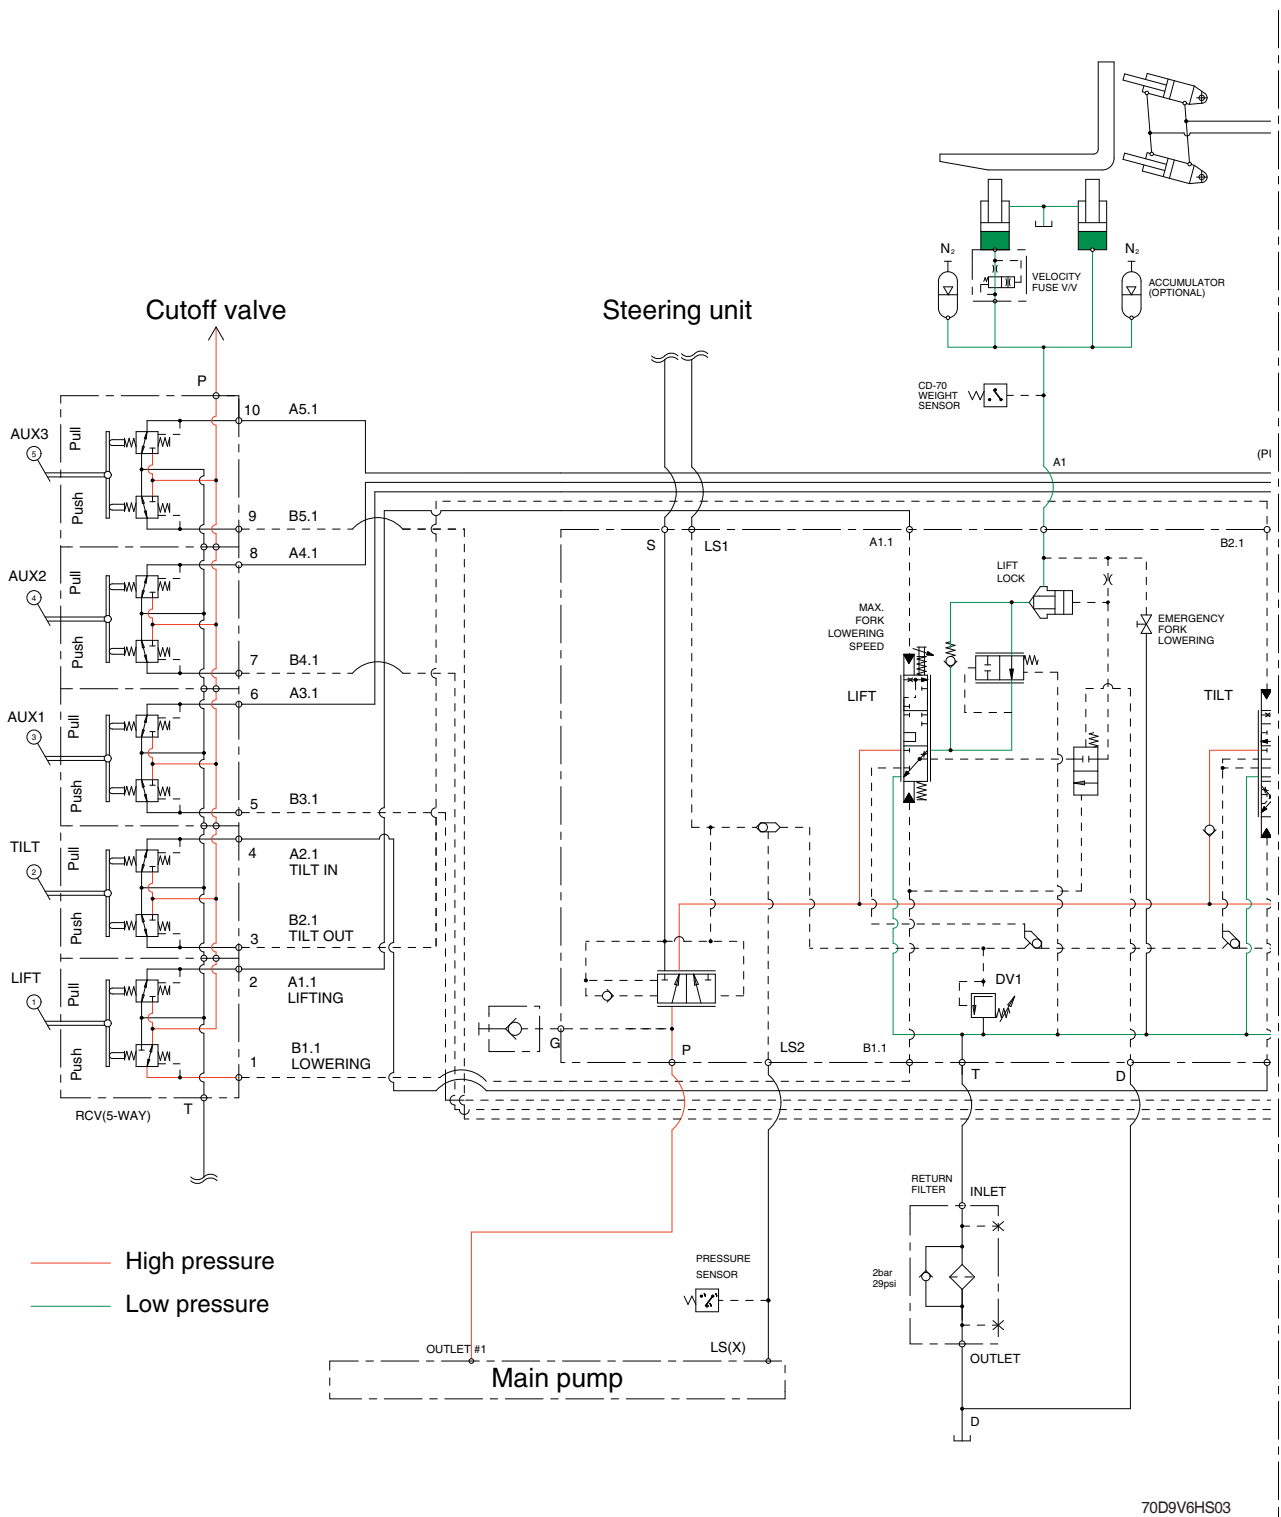 N₂
N₂
VELOCITY
FUSE V/V
ACCUMULATOR
(OPTIONAL)
Cutoff valve
Steering unit
CD-70
WEIGHT
SENSOR
P
10
A5.1
AUX3
5
Pull
Push
9
B5.1
A1
8
A4.1
S
LS1
A1.1
B2.1
AUX2
4
Pull
Push
LIFT
LOCK
MAX.
FORK
LOWERING
SPEED
EMERGENCY
FORK
LOWERING
7
B4.1
6
A3.1
LIFT
TILT
AUX1
3
Pull
Push
5
B3.1
TILT
2
Pull
Push
4
A2.1
TILT IN
B2.1
TILT OUT
3
LIFT
1
Pull
Push
2
A1.1
LIFTING
DV1
B1.1
LOWERING
1
G
P
LS2
B1.1
T
D
RCV(5-WAY)
T
RETURN
FILTER
INLET
High pressure
PRESSURE
SENSOR
2bar
29psi
Low pressure
OUTLET #1
LS(X)
OUTLET
Main pump
D
70D9V6HS03